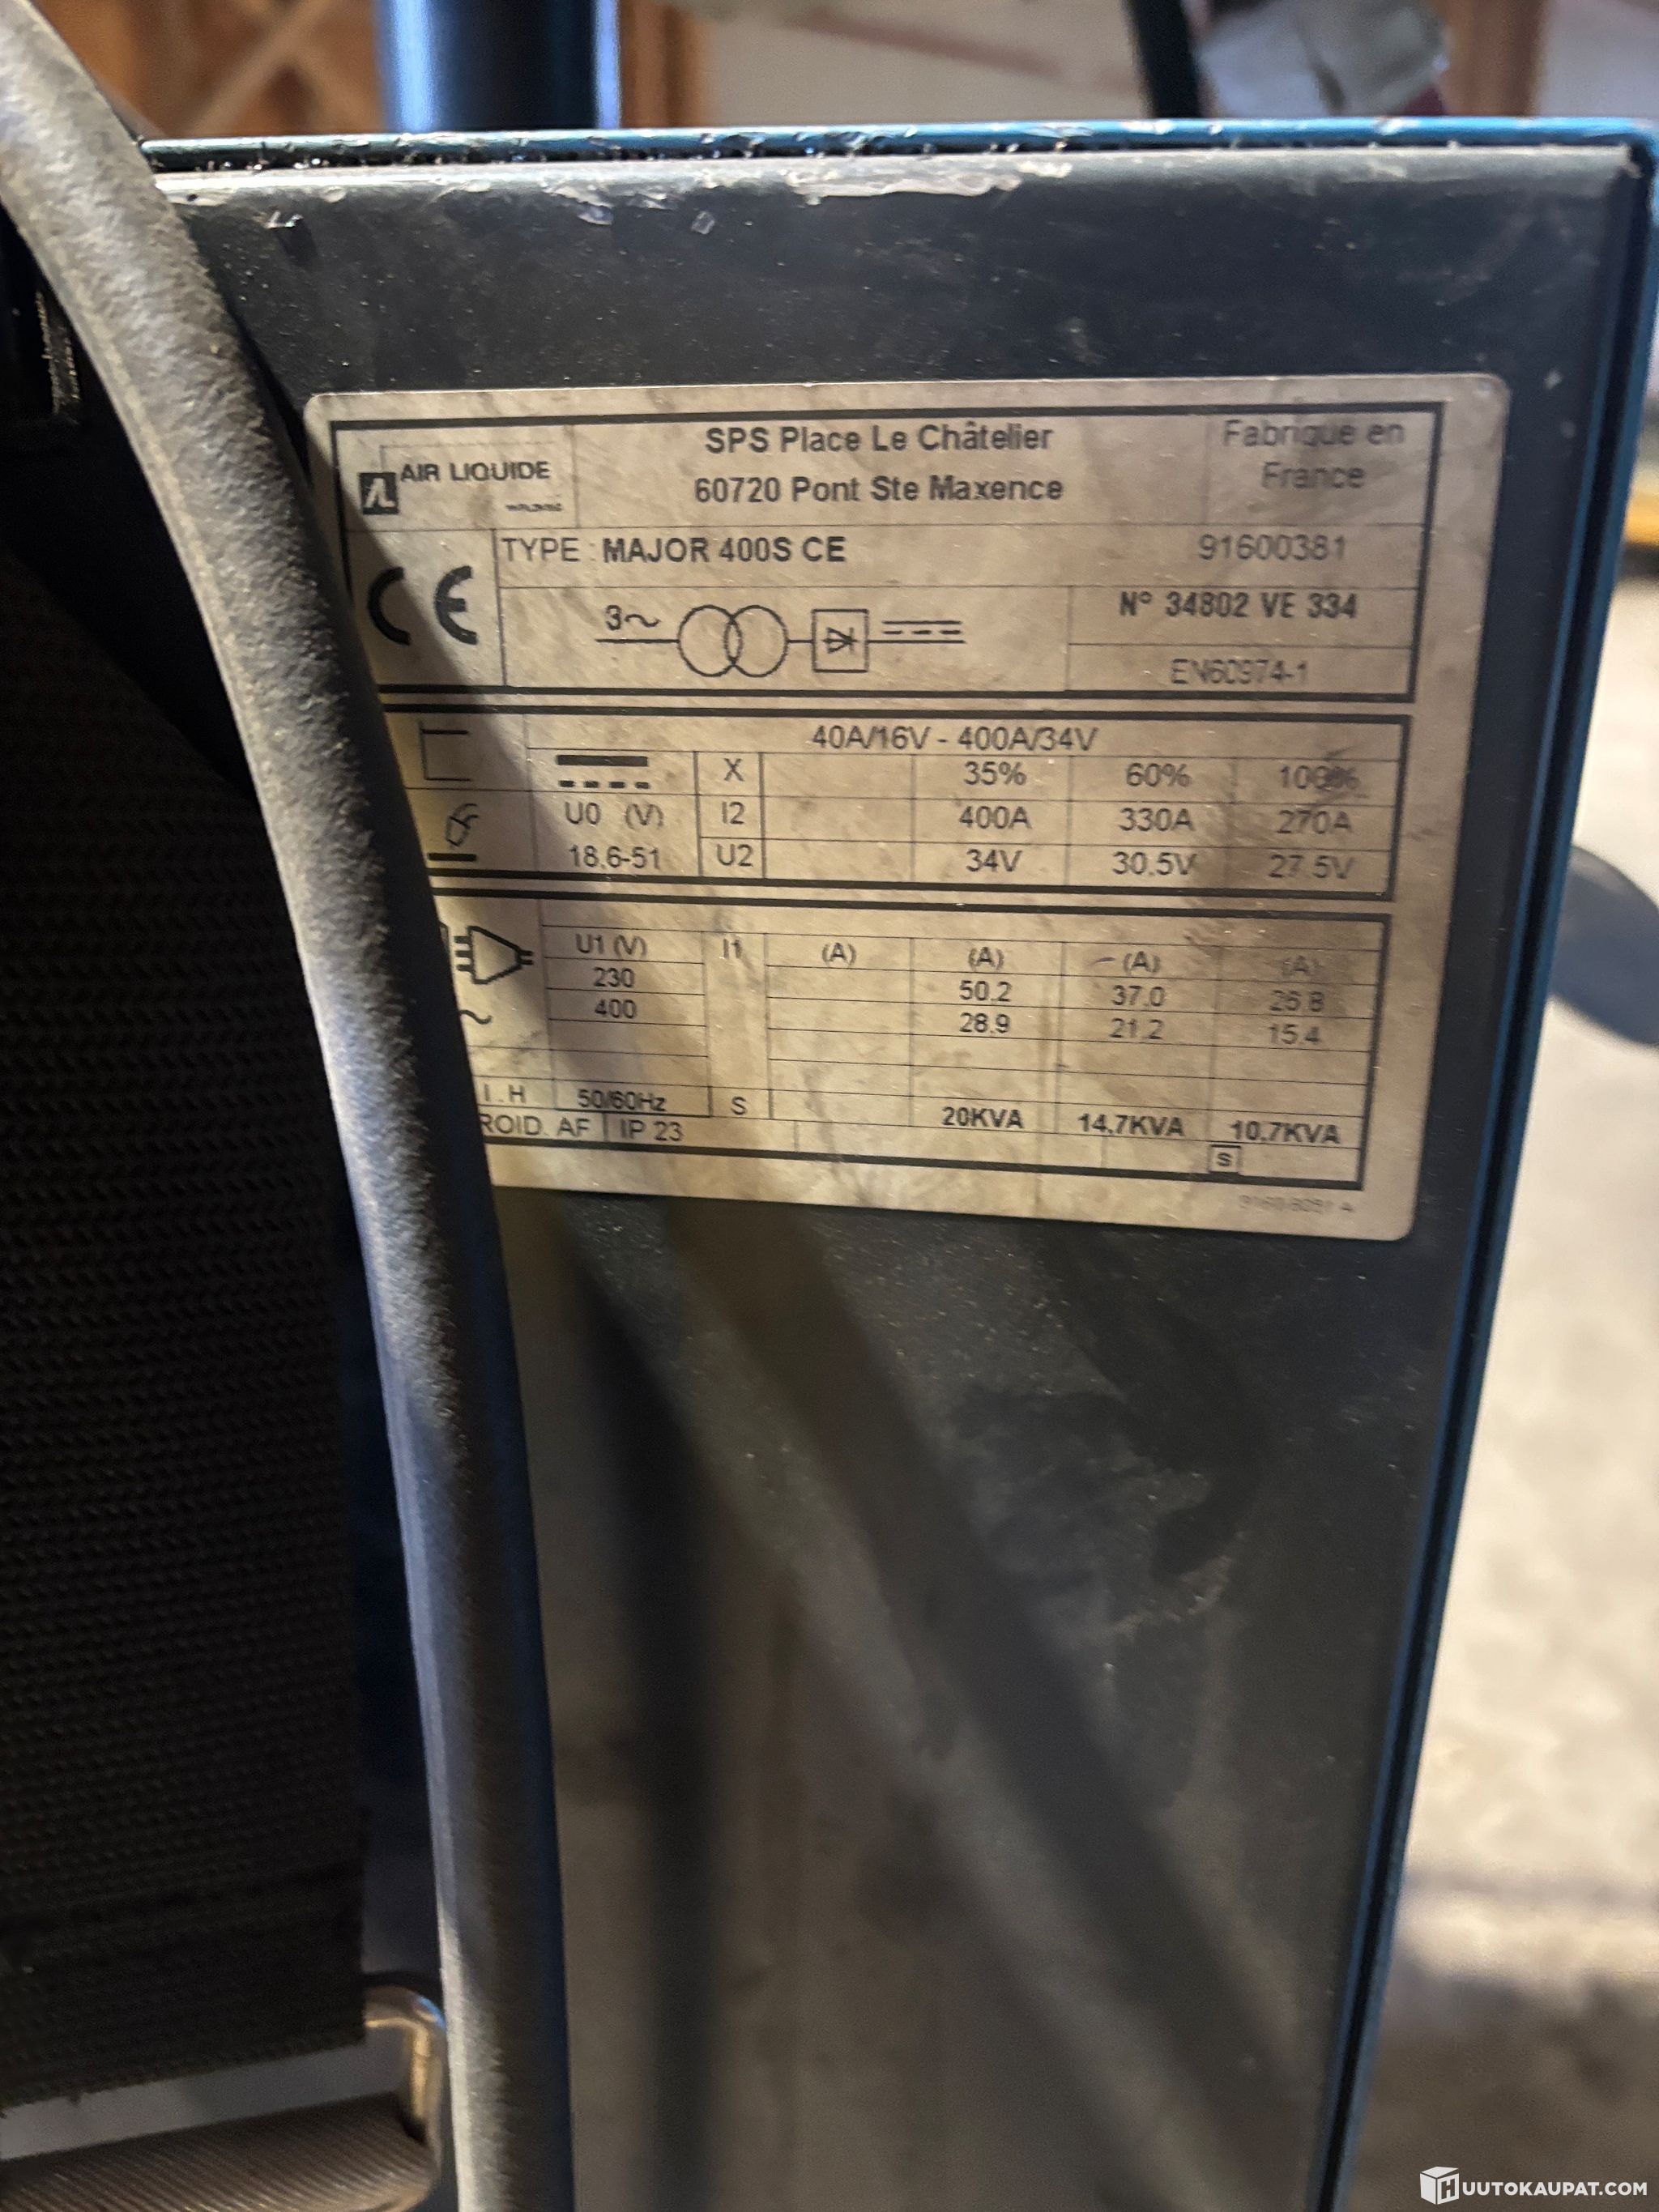 AIR LIQUIDE
SPS Place Le Châtelier
60720 Pont Ste Maxence
Fabrique en
France
TYPE : MAJOR 400S CE 91600381
CE
3~
N° 34802 VE 334
EN60974-1
40A/16V - 400A/34V
X 35% 60% 100%
U0 (V) I2 400A 330A 270A
18.6-51 U2 34V 30.5V 27.5V
U1 (V) I1 (A) (A) (A) (A)
230 50.2 37.0 26.8
400 28.9 21.2 15.4
I.H 50/60Hz S 20KVA 14.7KVA 10.7KVA
ROID. AF IP 23
S
HUUTOKAUPAT.COM